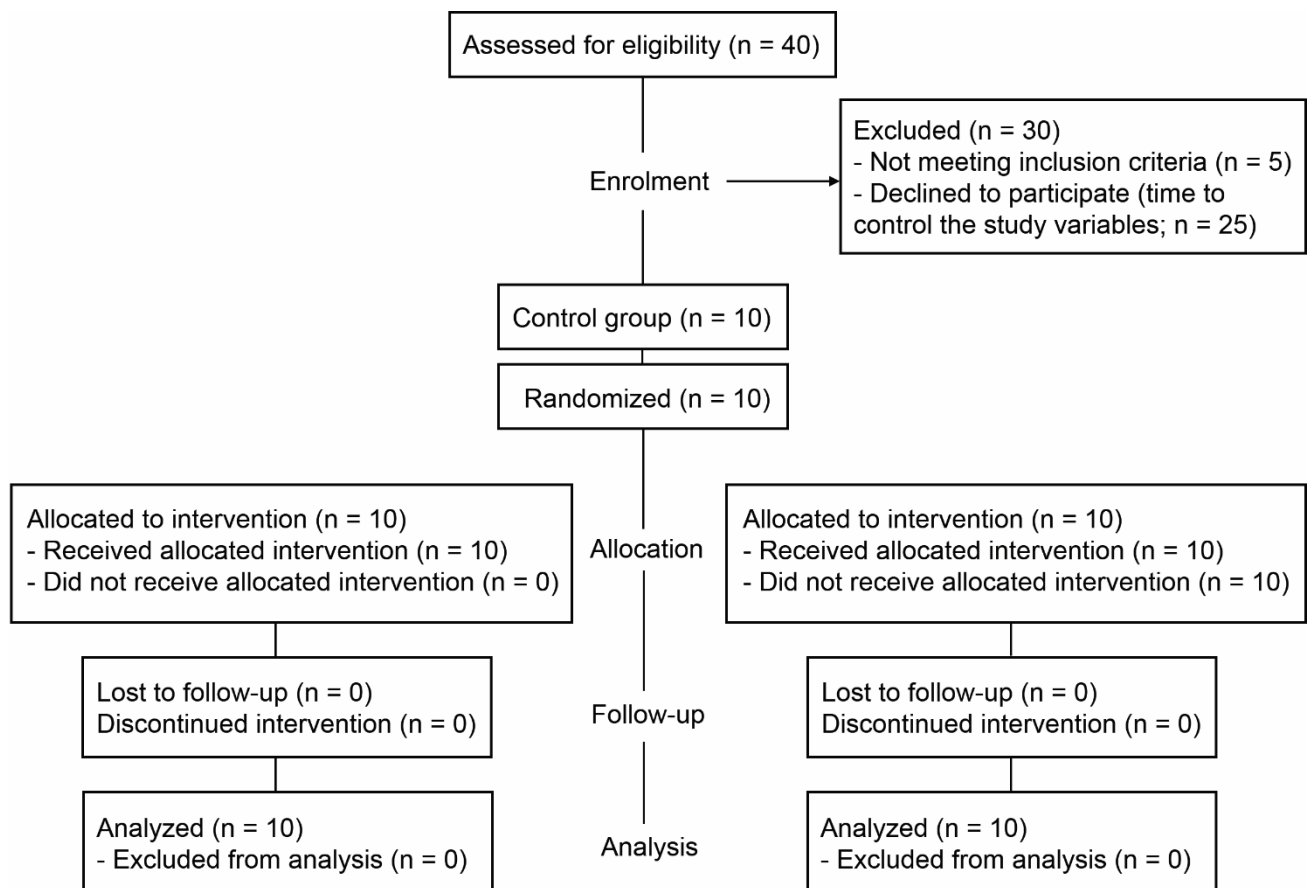 Assessed for eligibility (n = 40)
Excluded (n = 30)
- Not meeting inclusion criteria (n = 5)
- Declined to participate (time to
control the study variables; n = 25)
Enrolment
Control group (n = 10)
Randomized (n = 10)
Allocated to intervention (n = 10)
- Received allocated intervention (n = 10)
- Did not receive allocated intervention (n = 0)
Allocation
Allocated to intervention (n = 10)
- Received allocated intervention (n = 10)
- Did not receive allocated intervention (n = 10)
Lost to follow-up (n = 0)
Discontinued intervention (n = 0)
Follow-up
Lost to follow-up (n = 0)
Discontinued intervention (n = 0)
Analyzed (n = 10)
- Excluded from analysis (n = 0)
Analysis
Analyzed (n = 10)
- Excluded from analysis (n = 0)